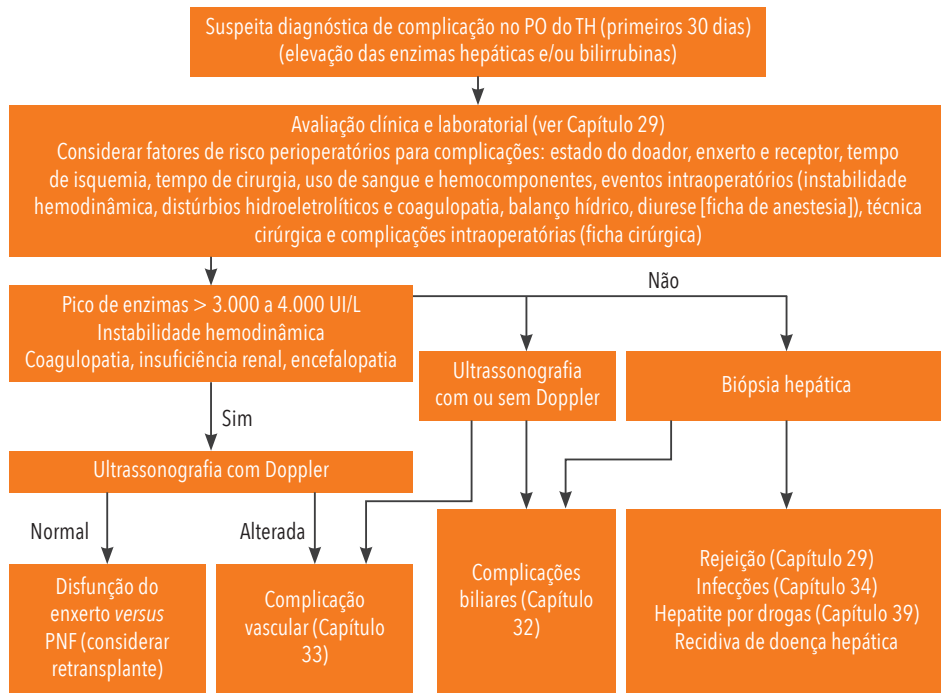 Suspeita diagnóstica de complicação no PO do TH (primeiros 30 dias)
(elevação das enzimas hepáticas e/ou bilirrubinas)
Avaliação clínica e laboratorial (ver Capítulo 29)
Considerar fatores de risco perioperatórios para complicações: estado do doador, enxerto e receptor, tempo
de isquemia, tempo de cirurgia, uso de sangue e hemocomponentes, eventos intraoperatórios (instabilidade
hemodinâmica, distúrbios hidroeletrolíticos e coagulopatia, balanço hídrico, diurese [ficha de anestesia]), técnica
cirúrgica e complicações intraoperatórias (ficha cirúrgica)
Pico de enzimas > 3.000 a 4.000 UI/L
Instabilidade hemodinâmica
Coagulopatia, insuficiência renal, encefalopatia
Não
Ultrassonografia
com ou sem Doppler
Biópsia hepática
Sim
Ultrassonografia com Doppler
Normal
Alterada
Disfunção do
enxerto versus
PNF (considerar
retransplante)
Complicação
vascular (Capítulo
33)
Complicações
biliares (Capítulo
32)
Rejeição (Capítulo 29)
Infecções (Capítulo 34)
Hepatite por drogas (Capítulo 39)
Recidiva de doença hepática